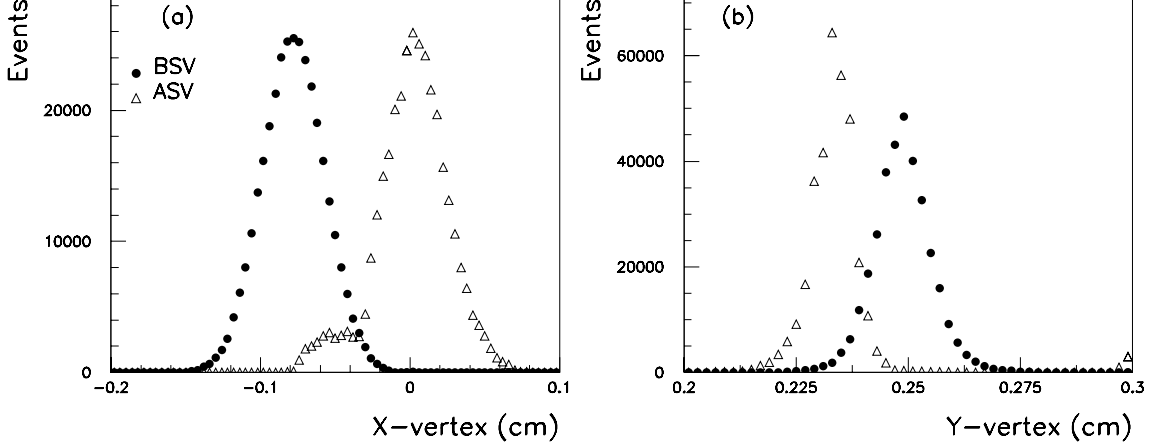 (a)
Events
BSV
ASV
20000
10000
0
−0.2
−0.1
0
0.1
X−vertex (cm)
(b)
Events
60000
40000
20000
0
0.2
0.225
0.25
0.275
0.3
Y−vertex (cm)